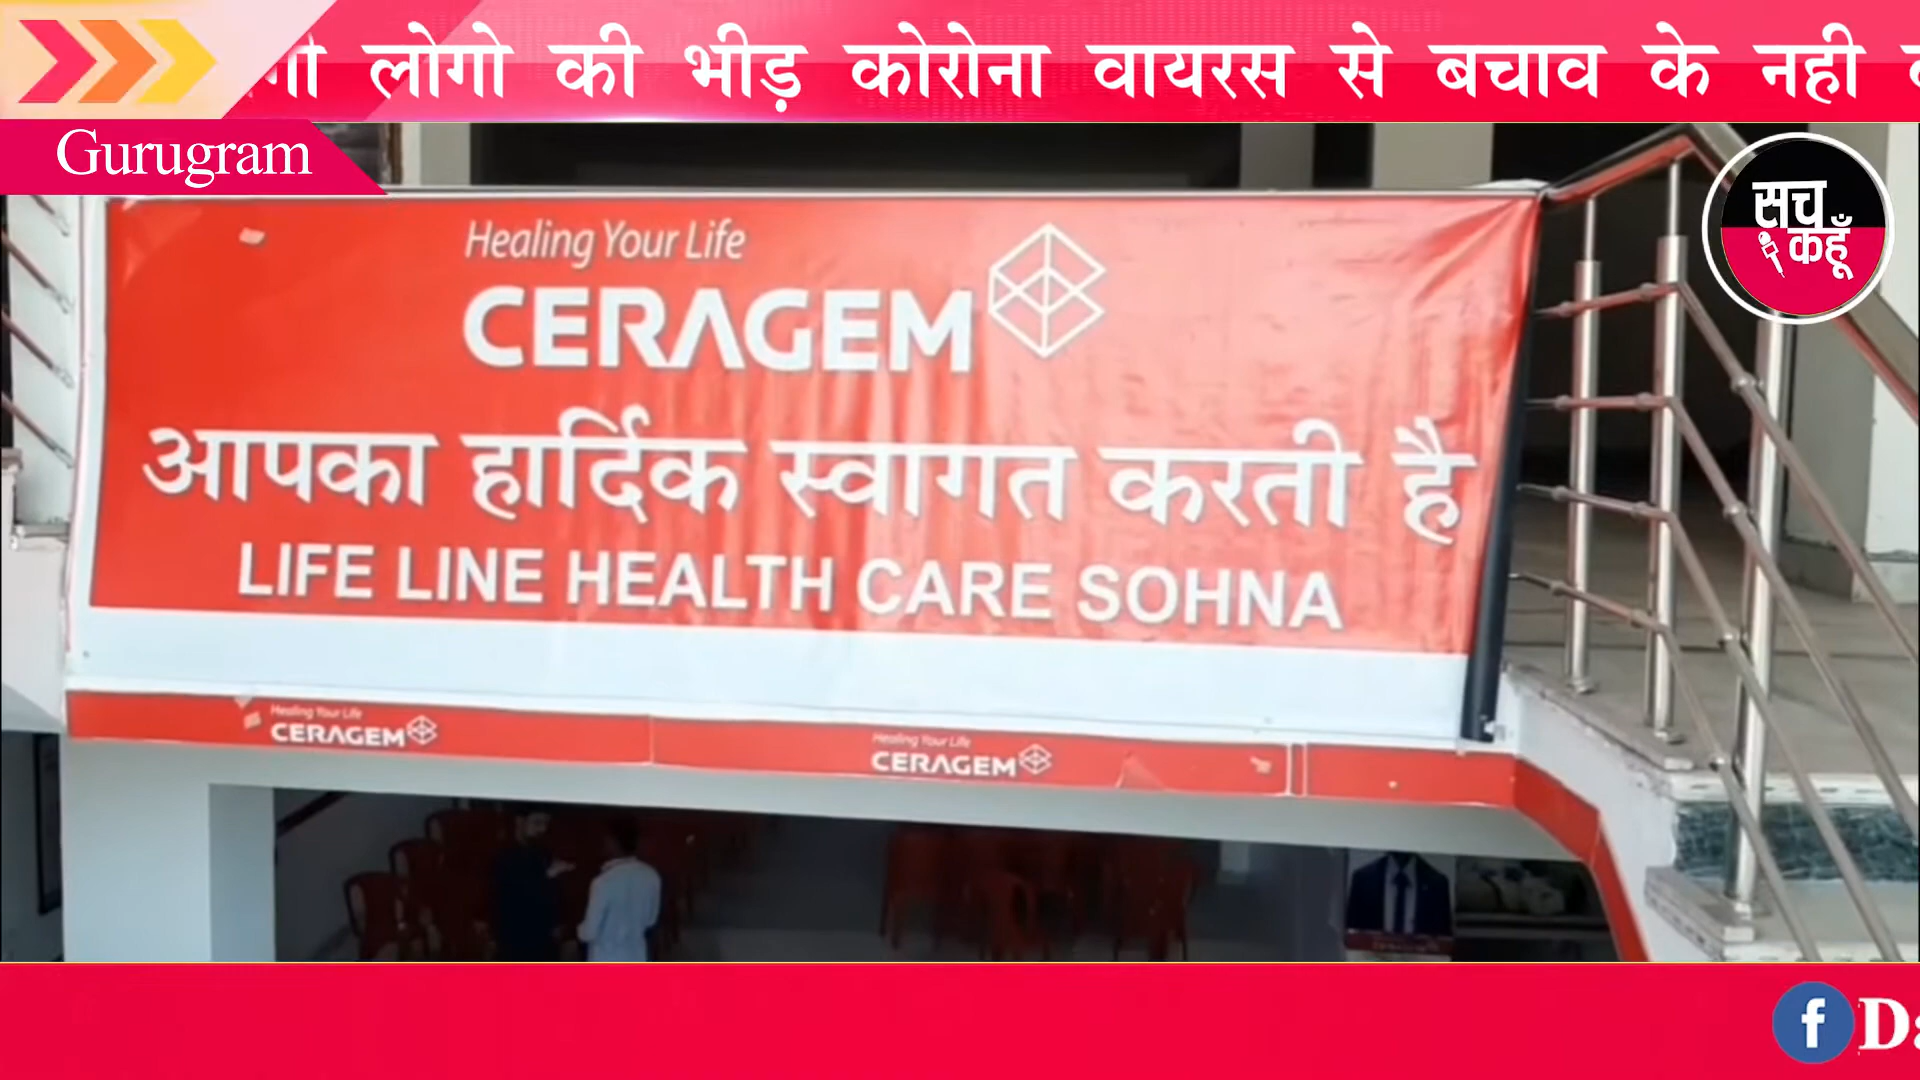 लोगो की भीड़ कोरोना वायरस से बचाव के नही
Gurugram
सच
कहूँ
Healing Your Life
CERAGEM
आपका हार्दिक स्वागत करती है
LIFE LINE HEALTH CARE SOHNA
Healing Your Life
CERAGEM
Healing Your Life
CERAGEM